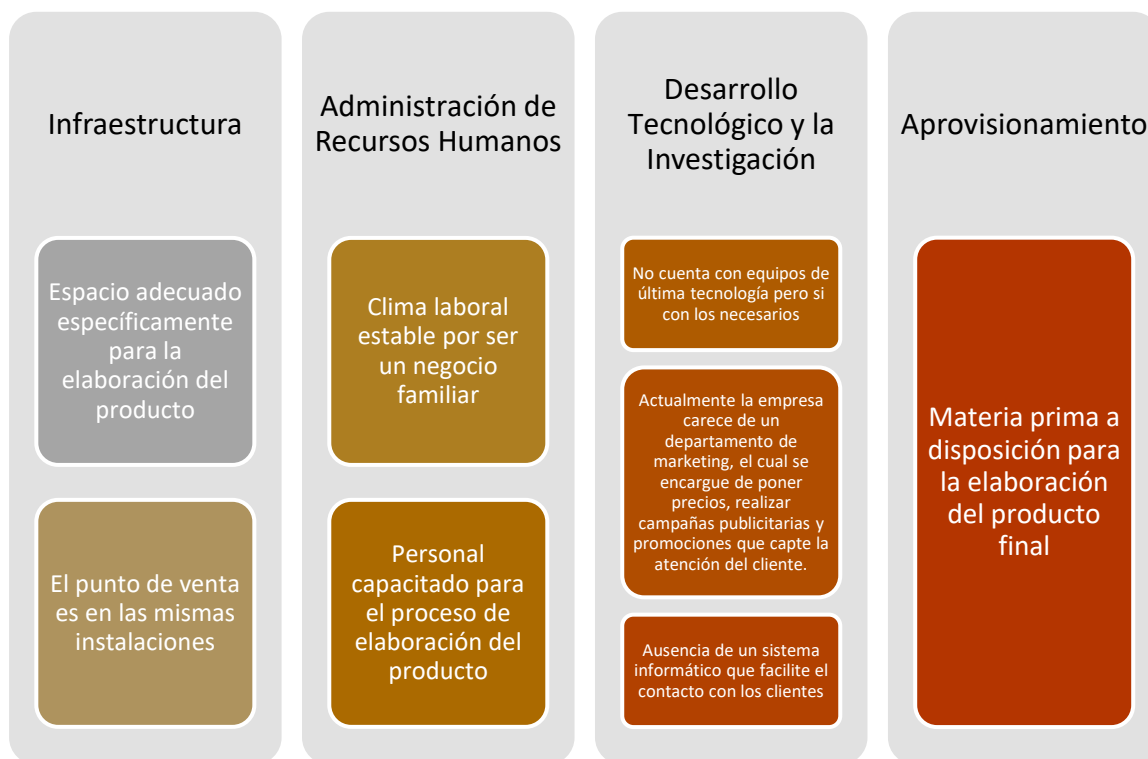 Infraestructura
Espacio adecuado
específicamente
para la
elaboración del
producto
El punto de venta
es en las mismas
instalaciones
Administración de
Recursos Humanos
Clima laboral
estable por ser
un negocio
familiar
Personal
capacitado para
el proceso de
elaboración del
producto
Desarrollo
Tecnológico y la
Investigación
No cuenta con equipos de
última tecnología pero si
con los necesarios
Actualmente la empresa
carece de un
departamento de
marketing, el cual se
encargue de poner
precios, realizar
campañas publicitarias y
promociones que capte la
atención del cliente.
Ausencia de un sistema
informático que facilite el
contacto con los clientes
Aprovisionamiento
Materia prima a
disposición para
la elaboración
del producto
final